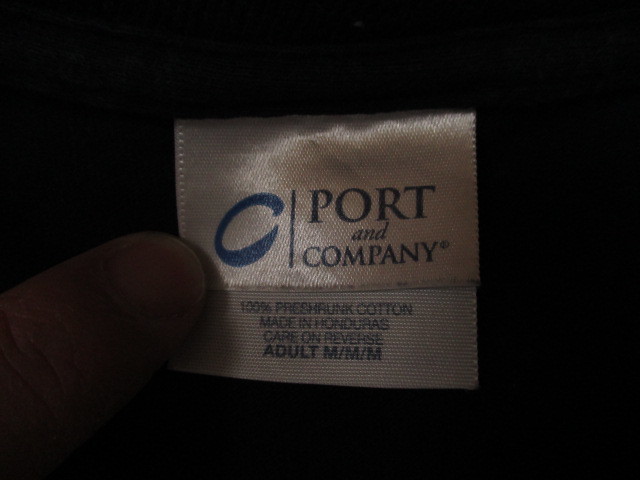 PORT
and
COMPANY®
100% PRESHRUNK COTTON
MADE IN HONDURAS
CARE ON REVERSE
ADULT M/M/M